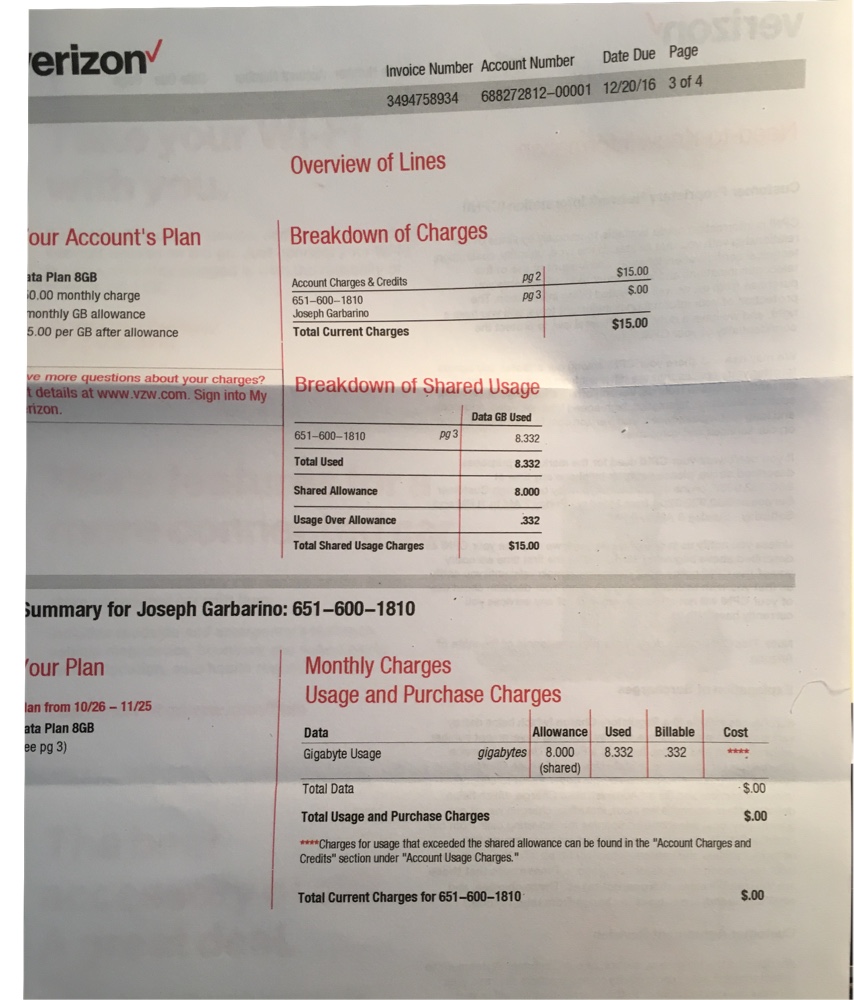 erizon
Invoice Number Account Number Date Due Page
3494758934 688272812–00001 12/20/16 3 of 4
Overview of Lines
our Account's Plan
ata Plan 8GB
0.00 monthly charge
monthly GB allowance
5.00 per GB after allowance
ve more questions about your charges?
t details at www.vzw.com. Sign into My
rizon.
Breakdown of Charges
Account Charges & Credits pg 2 $15.00
651–600–1810 pg 3 $.00
Joseph Garbarino
Total Current Charges $15.00
Breakdown of Shared Usage
Data GB Used
651–600–1810 pg 3 8.332
Total Used 8.332
Shared Allowance 8.000
Usage Over Allowance .332
Total Shared Usage Charges $15.00
Summary for Joseph Garbarino: 651–600–1810
our Plan
lan from 10/26 – 11/25
ata Plan 8GB
ee pg 3)
Monthly Charges
Usage and Purchase Charges
Data Allowance Used Billable Cost
Gigabyte Usage gigabytes 8.000 8.332 .332 ****
(shared)
Total Data $.00
Total Usage and Purchase Charges $.00
****Charges for usage that exceeded the shared allowance can be found in the "Account Charges and
Credits" section under "Account Usage Charges."
Total Current Charges for 651–600–1810 $.00